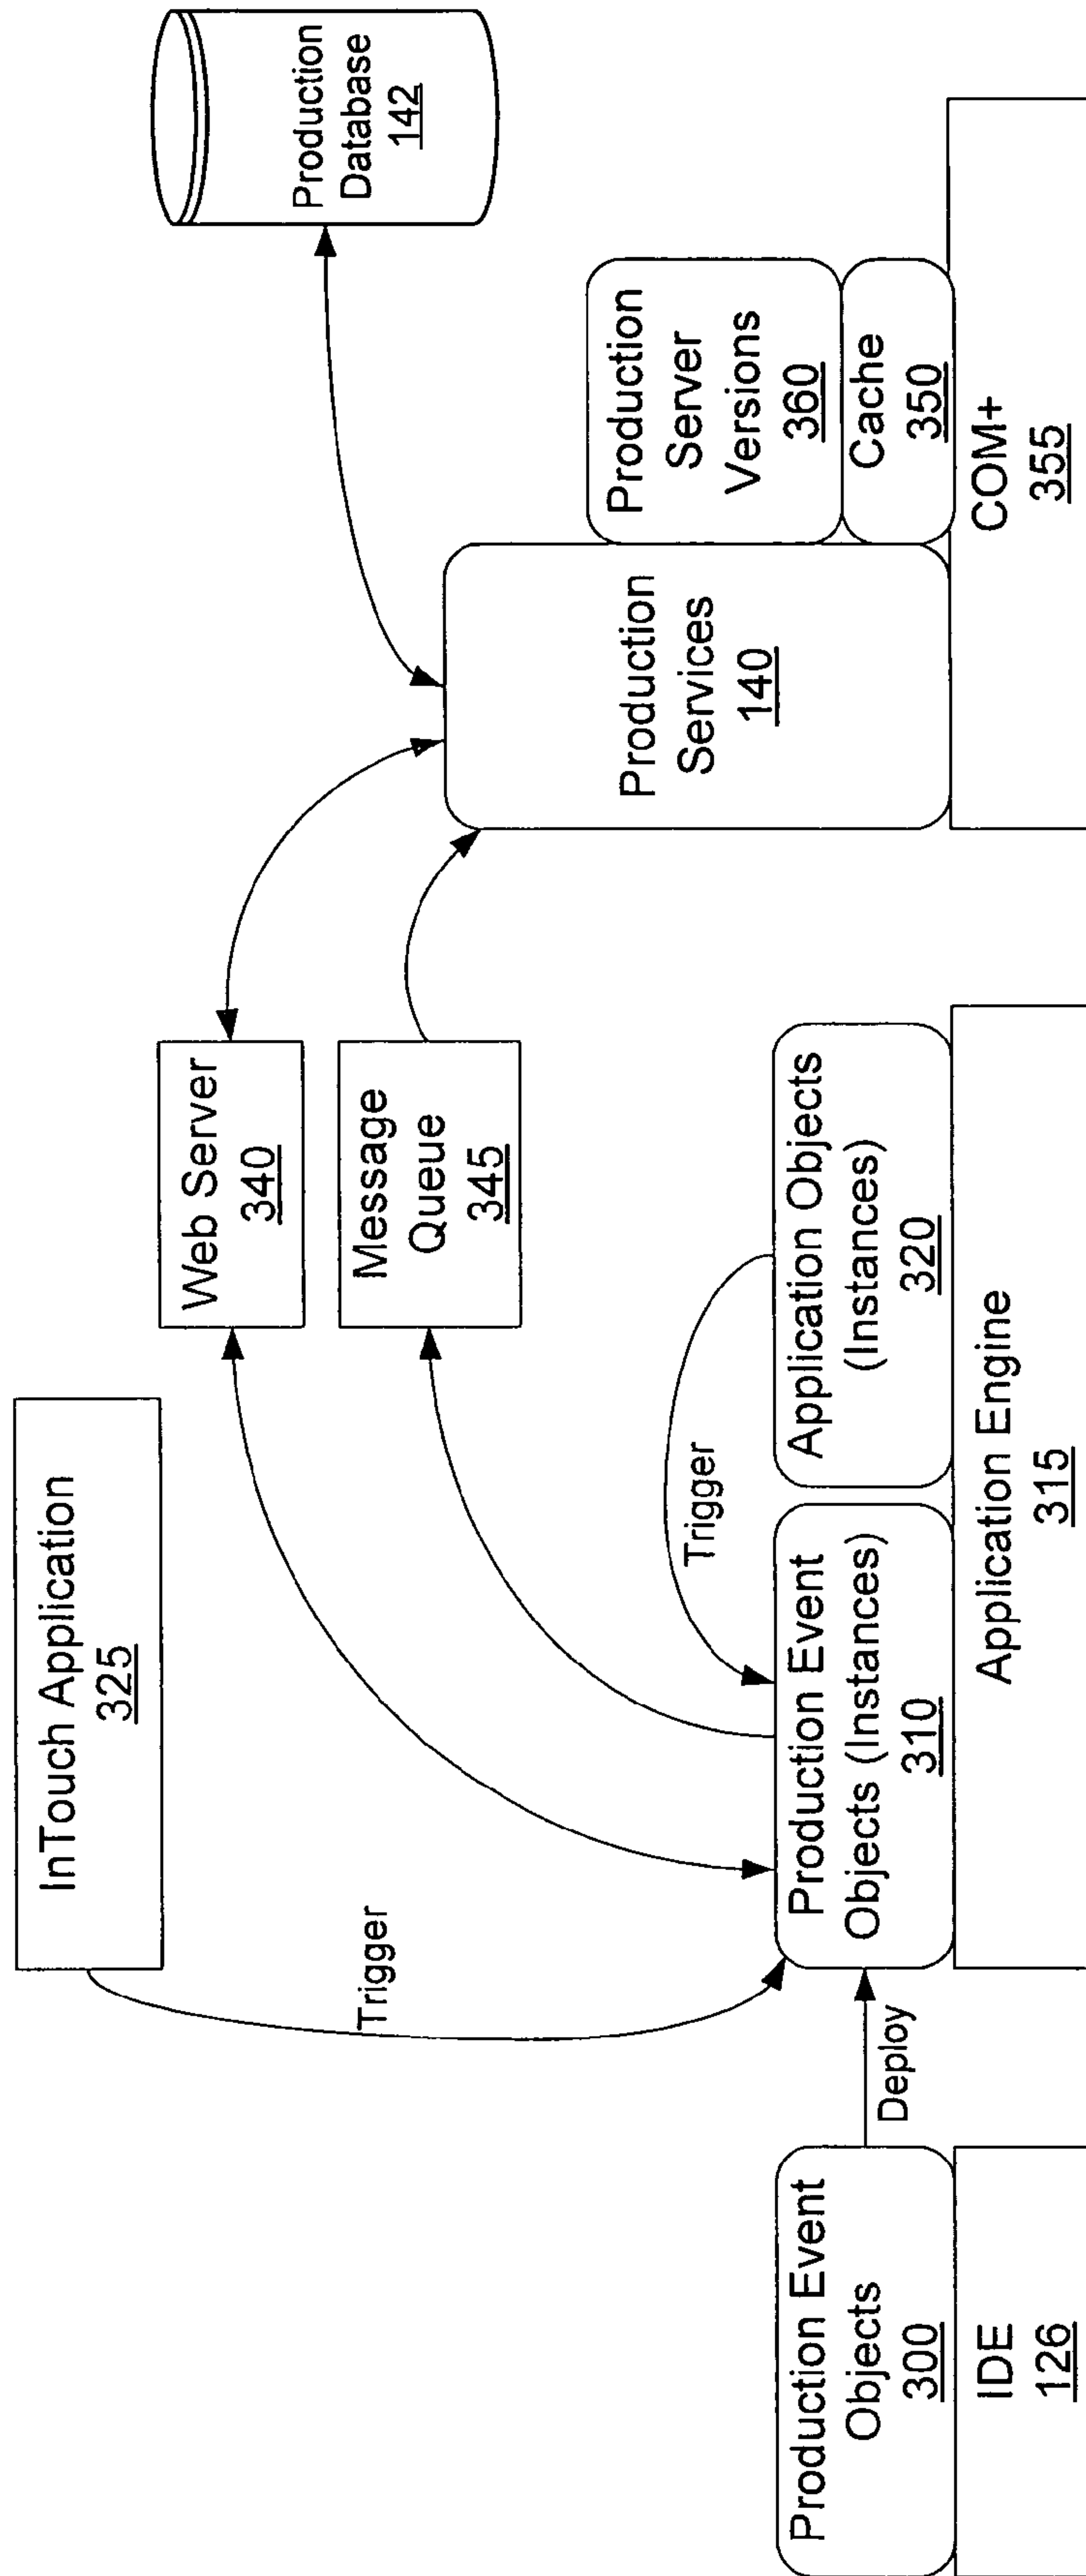 InTouch Application
325
Trigger
Web Server
340
Message
Queue
345
Production
Database
142
Trigger
Production Event
Objects
300
IDE
126
Deploy
Production Event
Objects (Instances)
310
Application Objects
(Instances)
320
Application Engine
315
Production
Services
140
Production
Server
Versions
360
Cache
350
COM+
355